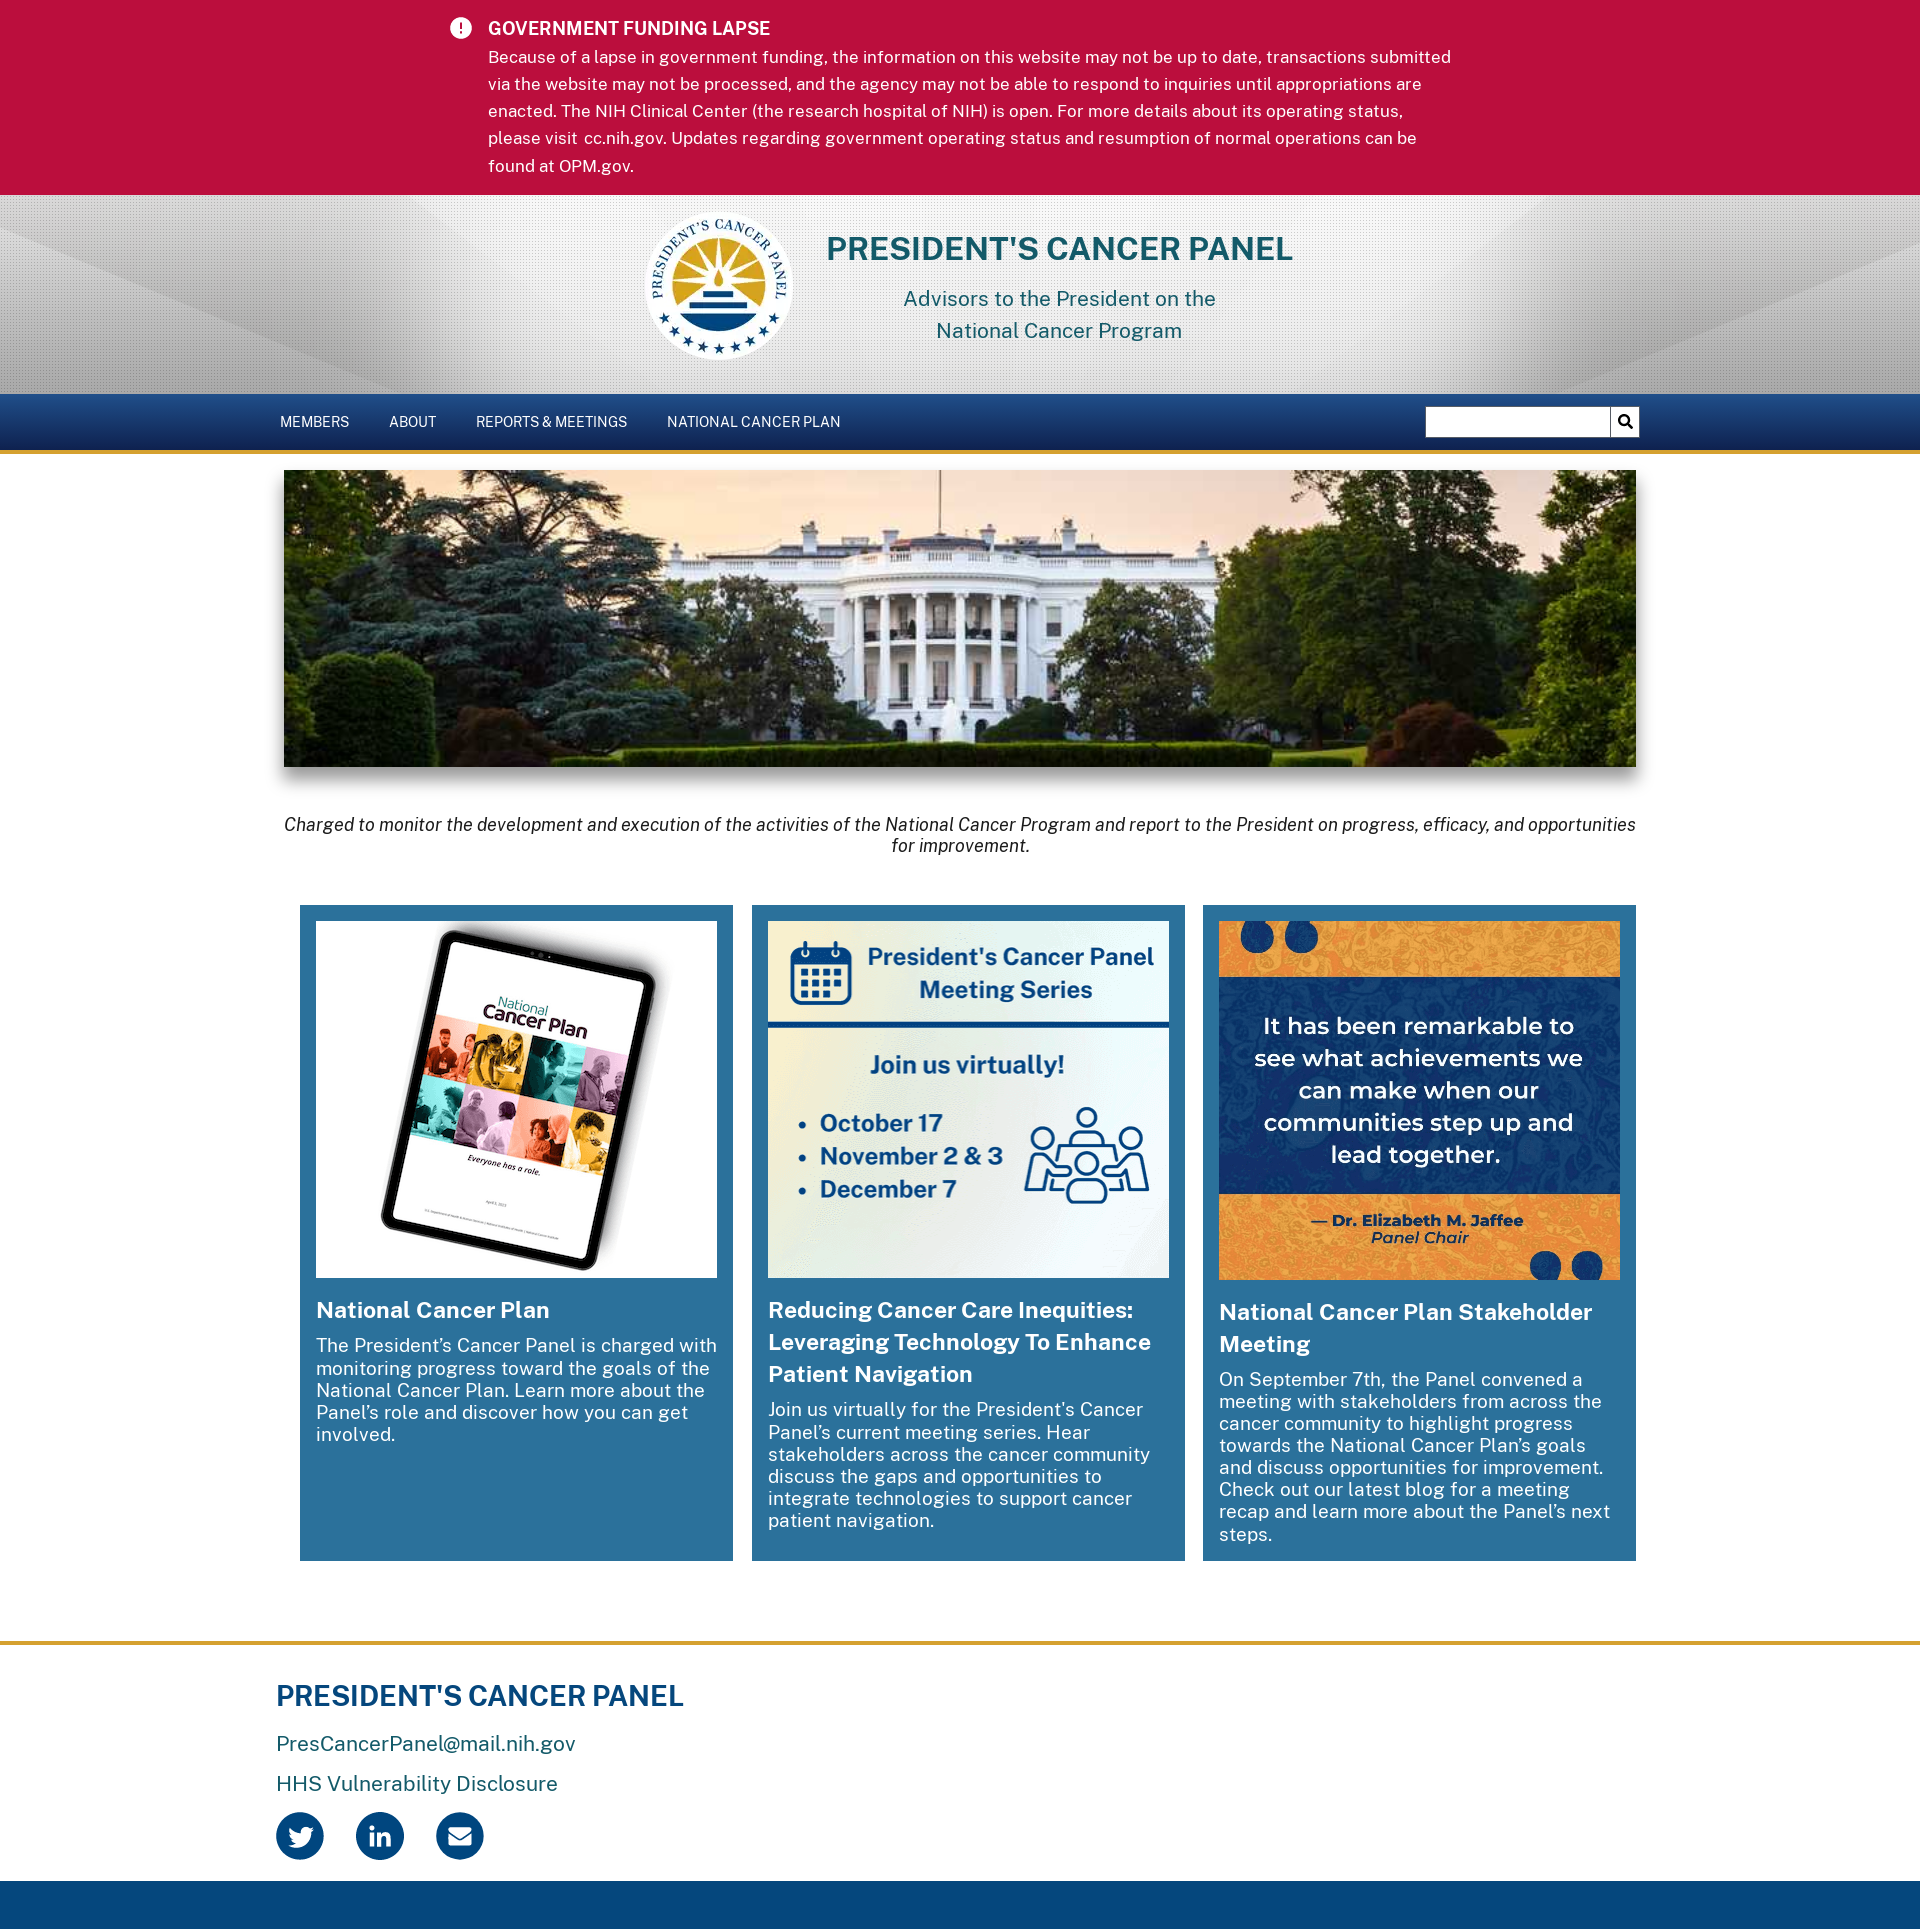 GOVERNMENT FUNDING LAPSE
Because of a lapse in government funding, the information on this website may not be up to date, transactions submitted
via the website may not be processed, and the agency may not be able to respond to inquiries until appropriations are
enacted. The NIH Clinical Center (the research hospital of NIH) is open. For more details about its operating status,
please visit cc.nih.gov. Updates regarding government operating status and resumption of normal operations can be
found at OPM.gov.
PRESIDENT'S CANCER PANEL
PRESIDENT'S CANCER PANEL
Advisors to the President on the
National Cancer Program
MEMBERS
ABOUT
REPORTS & MEETINGS
NATIONAL CANCER PLAN
Charged to monitor the development and execution of the activities of the National Cancer Program and report to the President on progress, efficacy, and opportunities
for improvement.
National
Cancer Plan
Everyone has a role.
National Cancer Plan
The President’s Cancer Panel is charged with
monitoring progress toward the goals of the
National Cancer Plan. Learn more about the
Panel’s role and discover how you can get
involved.
President's Cancer Panel
Meeting Series
Join us virtually!
• October 17
• November 2 & 3
• December 7
Reducing Cancer Care Inequities:
Leveraging Technology To Enhance
Patient Navigation
Join us virtually for the President's Cancer
Panel’s current meeting series. Hear
stakeholders across the cancer community
discuss the gaps and opportunities to
integrate technologies to support cancer
patient navigation.
It has been remarkable to
see what achievements we
can make when our
communities step up and
lead together.
— Dr. Elizabeth M. Jaffee
Panel Chair
National Cancer Plan Stakeholder
Meeting
On September 7th, the Panel convened a
meeting with stakeholders from across the
cancer community to highlight progress
towards the National Cancer Plan’s goals
and discuss opportunities for improvement.
Check out our latest blog for a meeting
recap and learn more about the Panel’s next
steps.
PRESIDENT'S CANCER PANEL
PresCancerPanel@mail.nih.gov
HHS Vulnerability Disclosure